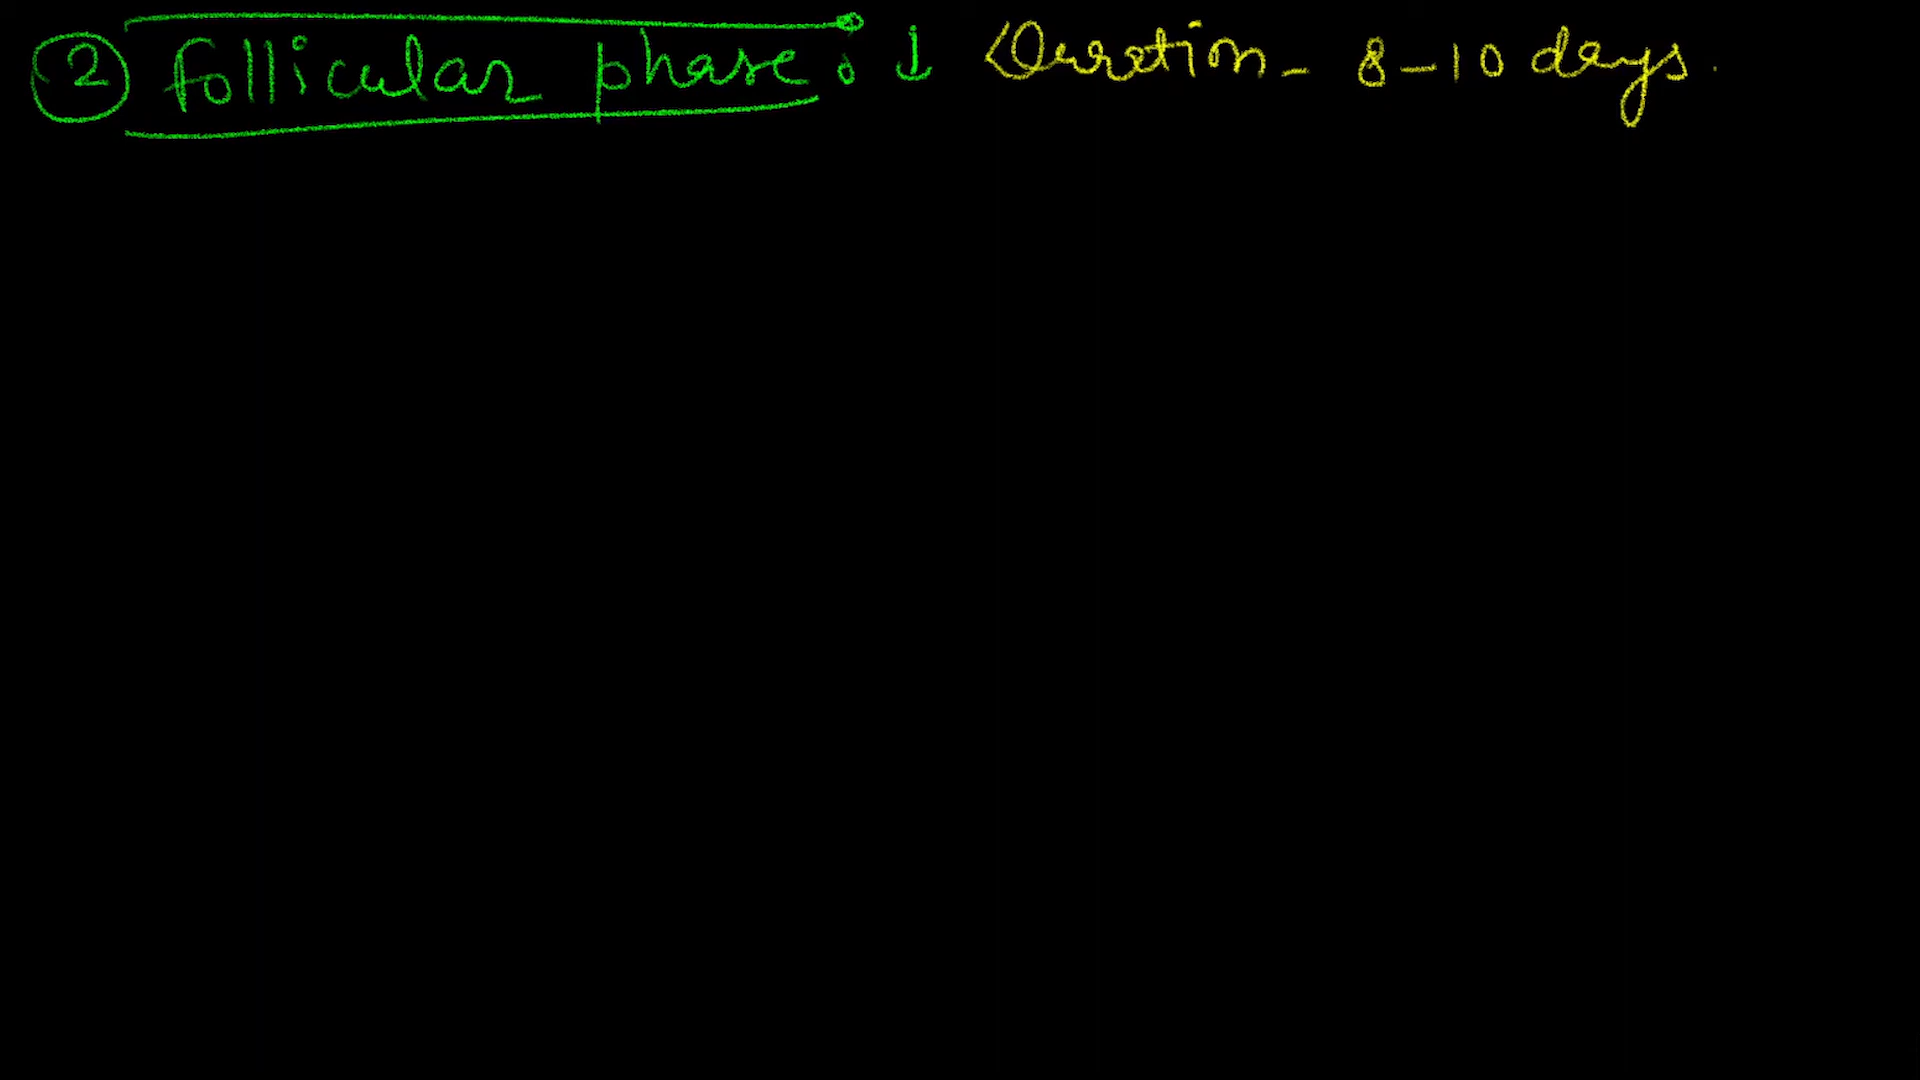 2 Follicular phase : ↓ Duration - 8-10 days.